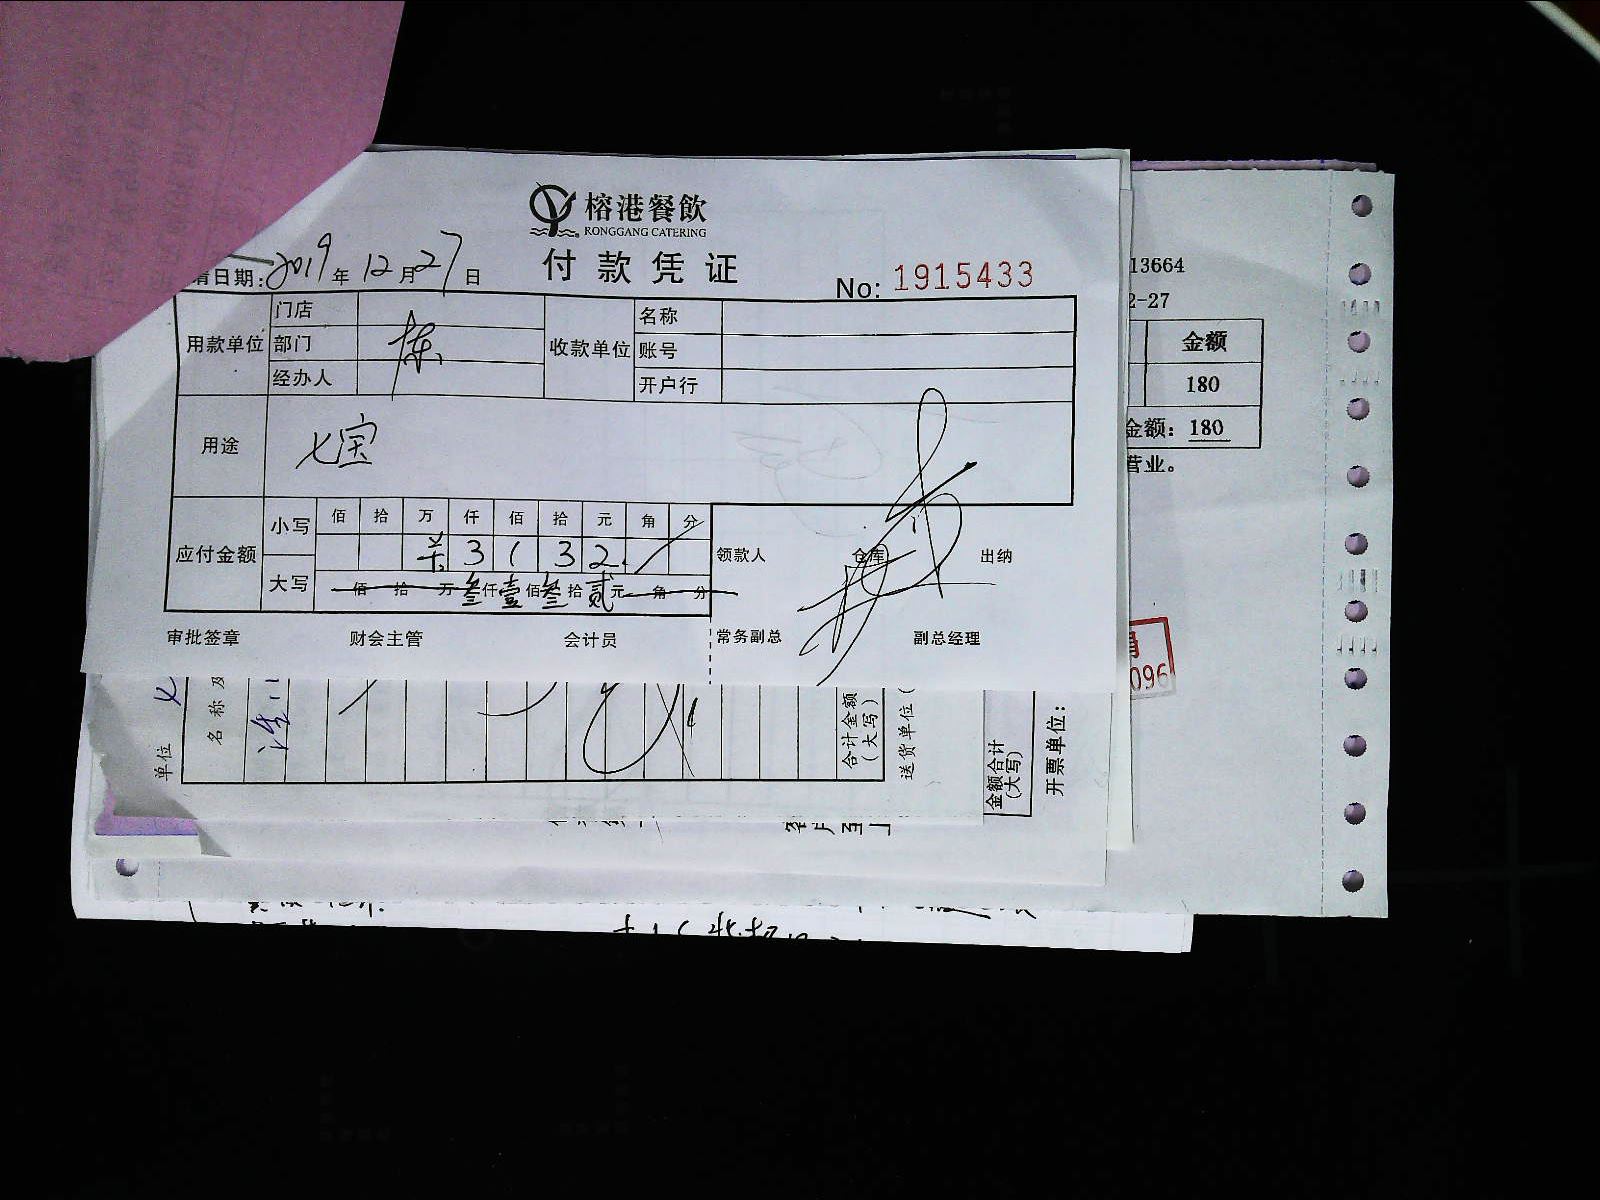 榕港餐飲
RONGGANG CATERING
付款凭证
请日期：2019年12月27日
No: 1915433
用款单位
门店
部门
经办人
收款单位
名称
账号
开户行
用途
七宝
应付金额
小写
佰 拾 万 仟 佰 拾 元 角 分
3 1 3 2.
大写
佰 拾 万 叁仟壹佰叁拾贰元 角 分
领款人 仓库 出纳
审批签章 财会主管 会计员 常务副总 副总经理
13664
2-27
金额
180
金额：180
营业。
096
单位
名称及
合计金额
（大写）
送货单位（
金额合计
（大写）
开票单位：